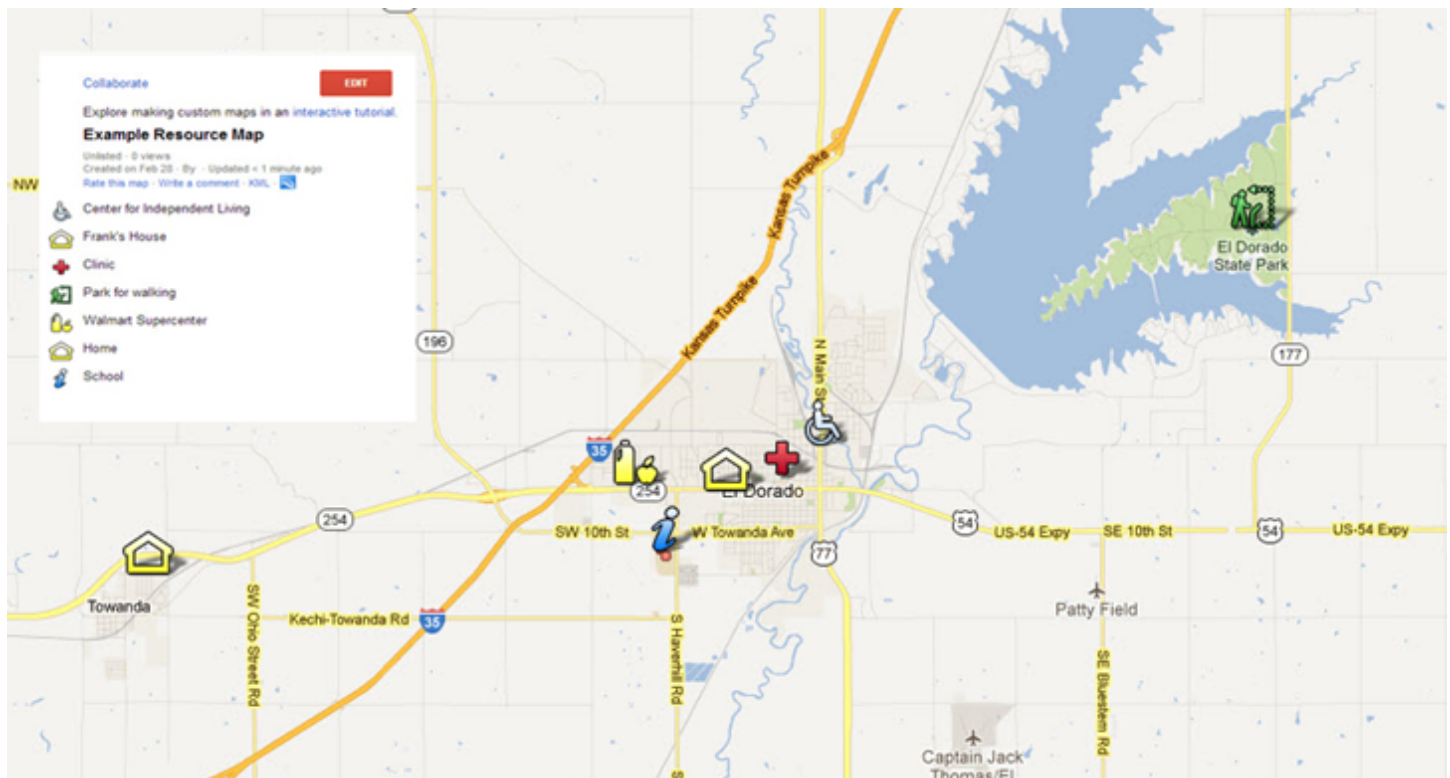 Collaborate
EDIT
Explore making custom maps in an interactive tutorial.
Example Resource Map
Unlisted · 0 views
Created on Feb 28 · By · Updated < 1 minute ago
Rate this map · Write a comment · KML ·
NW
Center for Independent Living
Frank's House
Clinic
Park for walking
Walmart Supercenter
Home
School
Kansas Turnpike
Kansas Turnpike
N Main St
196
177
El Dorado
State Park
35
254
El Dorado
254
SW 10th St
W Towanda Ave
54
US-54 Expy
SE 10th St
54
US-54 Expy
77
Towanda
SW Ohio Street Rd
Kechi-Towanda Rd
35
S Haverhill Rd
S
Patty Field
SE Bluestem Rd
Captain Jack
Thomas/El